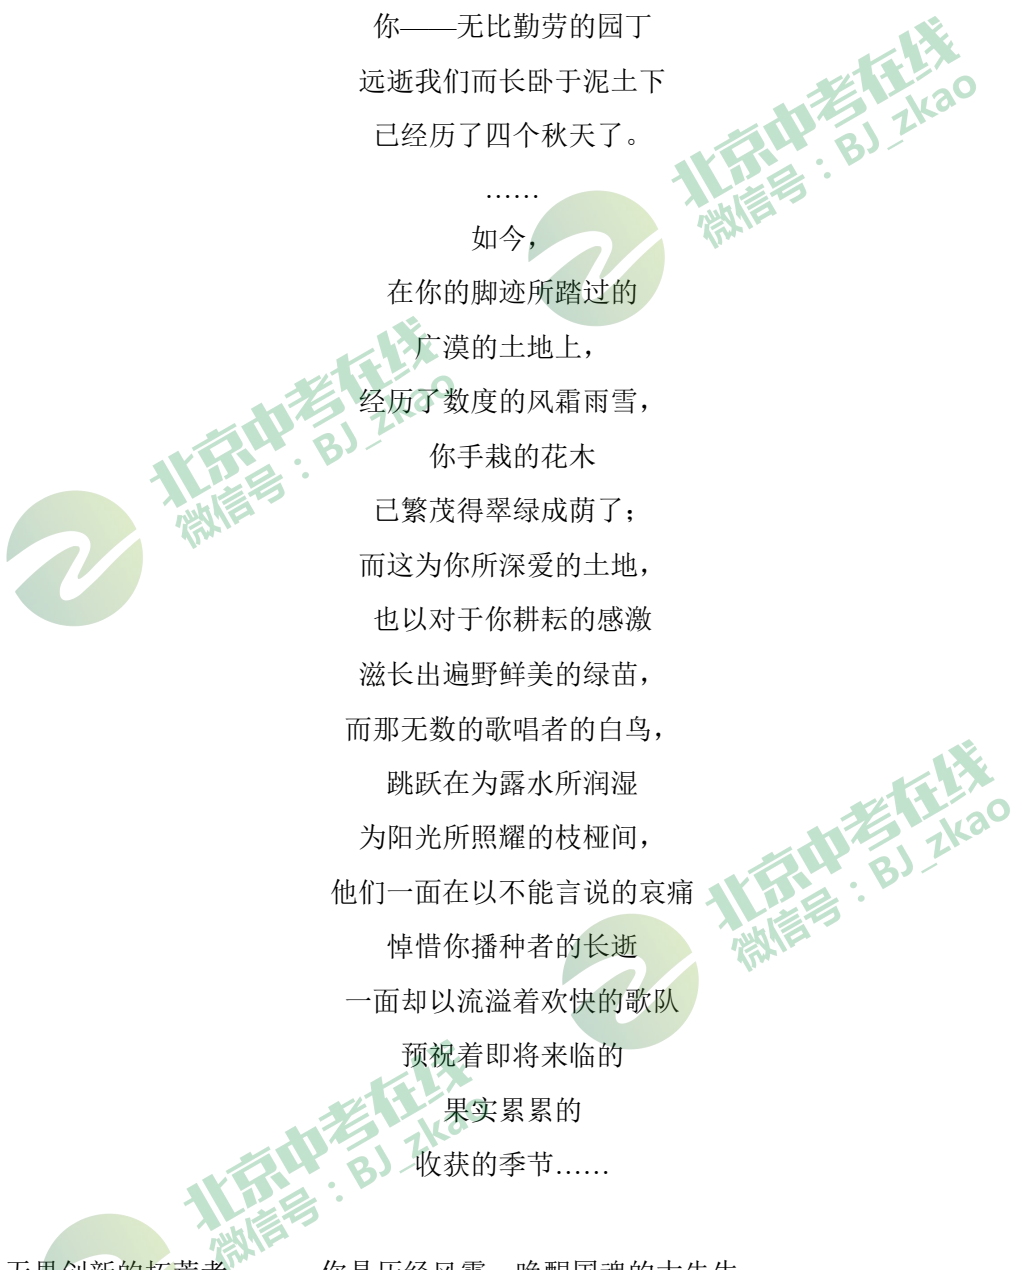 你——无比勤劳的园丁
远逝我们而长卧于泥土下
已经历了四个秋天了。
……
如今，
在你的脚迹所踏过的
广漠的土地上，
经历了数度的风霜雨雪，
你手栽的花木
已繁茂得翠绿成荫了；
而这为你所深爱的土地，
也以对于你耕耘的感激
滋长出遍野鲜美的绿苗，
而那无数的歌唱者的白鸟，
跳跃在为露水所润湿
为阳光所照耀的枝桠间，
他们一面在以不能言说的哀痛
悼惜你播种者的长逝
一面却以流溢着欢快的歌队
预祝着即将来临的
果实累累的
收获的季节……
北京中考在线
微信号：BJ_zkao
北京中考在线
微信号：BJ_zkao
北京中考在线
微信号：BJ_zkao
北京中考在线
微信号：BJ_zkao